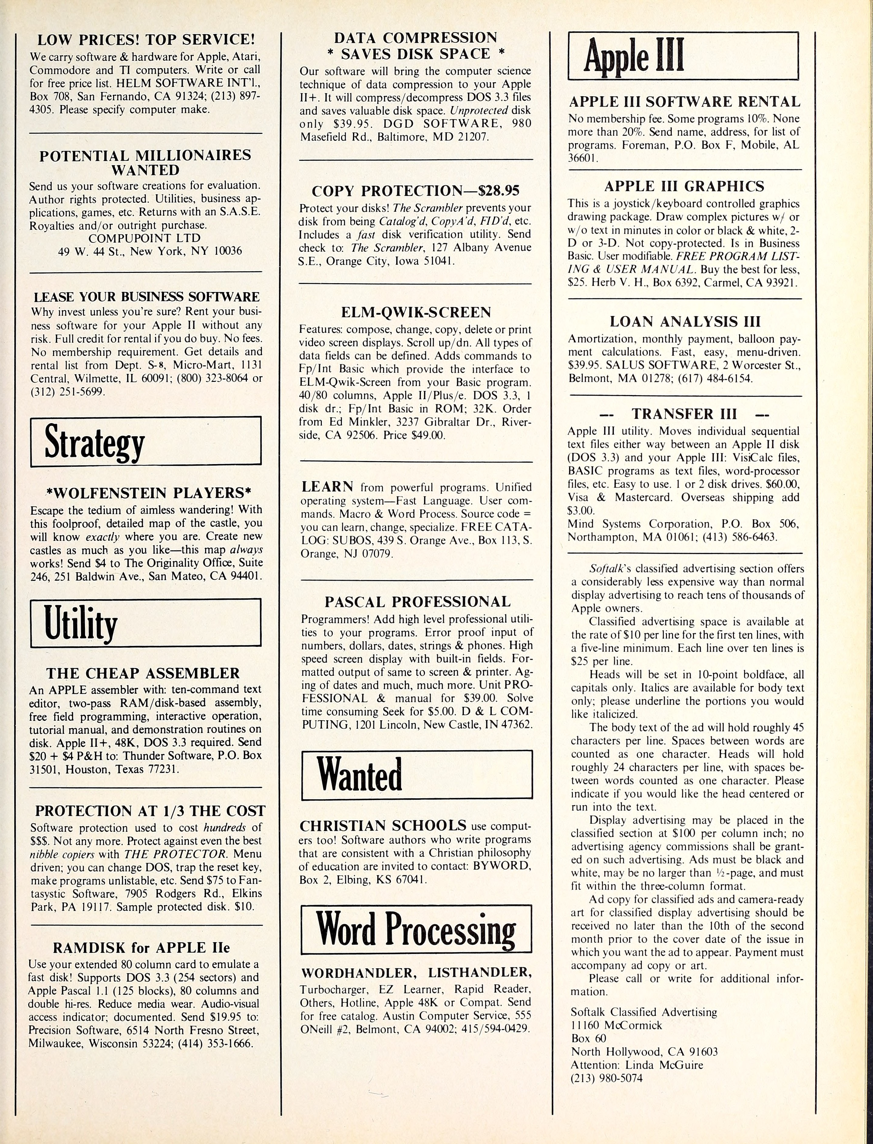 LOW PRICES! TOP SERVICE!
We carry software & hardware for Apple, Atari,
Commodore and TI computers. Write or call
for free price list. HELM SOFTWARE INT'L,
Box 708, San Fernando, CA 91324; (213) 897-
4305. Please specify computer make.
POTENTIAL MILLIONAIRES
WANTED
Send us your software creations for evaluation.
Author rights protected. Utilities, business ap-
plications, games, etc. Returns with an S.A.S.E.
Royalties and/or outright purchase.
COMPUPOINT LTD
49 W. 44 St., New York, NY 10036
LEASE YOUR BUSINESS SOFTWARE
Why invest unless you're sure? Rent your busi-
ness software for your Apple II without any
risk. Full credit for rental if you do buy. No fees.
No membership requirement. Get details and
rental list from Dept. S-8, Micro-Mart, 1131
Central, Wilmette, IL 60091; (800) 323-8064 or
(312) 251-5699.
Strategy
*WOLFENSTEIN PLAYERS*
Escape the tedium of aimless wandering! With
this foolproof, detailed map of the castle, you
will know exactly where you are. Create new
castles as much as you like—this map always
works! Send $4 to The Originality Office, Suite
246, 251 Baldwin Ave., San Mateo, CA 94401.
Utility
THE CHEAP ASSEMBLER
An APPLE assembler with: ten-command text
editor, two-pass RAM/disk-based assembly,
free field programming, interactive operation,
tutorial manual, and demonstration routines on
disk. Apple II+, 48K, DOS 3.3 required. Send
$20 + $4 P&H to: Thunder Software, P.O. Box
31501, Houston, Texas 77231.
PROTECTION AT 1/3 THE COST
Software protection used to cost hundreds of
$$$. Not any more. Protect against even the best
nibble copiers with THE PROTECTOR. Menu
driven; you can change DOS, trap the reset key,
make programs unlistable, etc. Send $75 to Fan-
tasystic Software, 7905 Rodgers Rd., Elkins
Park, PA 19117. Sample protected disk. $10.
RAMDISK for APPLE IIe
Use your extended 80 column card to emulate a
fast disk! Supports DOS 3.3 (254 sectors) and
Apple Pascal 1.1 (125 blocks), 80 columns and
double hi-res. Reduce media wear. Audio-visual
access indicator; documented. Send $19.95 to:
Precision Software, 6514 North Fresno Street,
Milwaukee, Wisconsin 53224; (414) 353-1666.
DATA COMPRESSION
* SAVES DISK SPACE *
Our software will bring the computer science
technique of data compression to your Apple
II+. It will compress/decompress DOS 3.3 files
and saves valuable disk space. Unprotected disk
only $39.95. DGD SOFTWARE, 980
Masefield Rd., Baltimore, MD 21207.
COPY PROTECTION—$28.95
Protect your disks! The Scrambler prevents your
disk from being Catalog'd, CopyA'd, FID'd, etc.
Includes a fast disk verification utility. Send
check to: The Scrambler, 127 Albany Avenue
S.E., Orange City, Iowa 51041.
ELM-QWIK-SCREEN
Features: compose, change, copy, delete or print
video screen displays. Scroll up/dn. All types of
data fields can be defined. Adds commands to
Fp/Int Basic which provide the interface to
ELM-Qwik-Screen from your Basic program.
40/80 columns, Apple II/Plus/e. DOS 3.3, 1
disk dr.; Fp/Int Basic in ROM; 32K. Order
from Ed Minkler, 3237 Gibraltar Dr., River-
side, CA 92506. Price $49.00.
LEARN from powerful programs. Unified
operating system—Fast Language. User com-
mands. Macro & Word Process. Source code =
you can learn, change, specialize. FREE CATA-
LOG: SUBOS, 439 S. Orange Ave., Box 113, S.
Orange, NJ 07079.
PASCAL PROFESSIONAL
Programmers! Add high level professional utili-
ties to your programs. Error proof input of
numbers, dollars, dates, strings & phones. High
speed screen display with built-in fields. For-
matted output of same to screen & printer. Ag-
ing of dates and much, much more. Unit PRO-
FESSIONAL & manual for $39.00. Solve
time consuming Seek for $5.00. D & L COM-
PUTING, 1201 Lincoln, New Castle, IN 47362.
Wanted
CHRISTIAN SCHOOLS use comput-
ers too! Software authors who write programs
that are consistent with a Christian philosophy
of education are invited to contact: BYWORD,
Box 2, Elbing, KS 67041.
Word Processing
WORDHANDLER, LISTHANDLER,
Turbocharger, EZ Learner, Rapid Reader,
Others, Hotline, Apple 48K or Compat. Send
for free catalog. Austin Computer Service, 555
ONeill #2, Belmont, CA 94002; 415/594-0429.
Apple III
APPLE III SOFTWARE RENTAL
No membership fee. Some programs 10%. None
more than 20%. Send name, address, for list of
programs. Foreman, P.O. Box F, Mobile, AL
36601.
APPLE III GRAPHICS
This is a joystick/keyboard controlled graphics
drawing package. Draw complex pictures w/ or
w/o text in minutes in color or black & white, 2-
D or 3-D. Not copy-protected. Is in Business
Basic. User modifiable. FREE PROGRAM LIST-
ING & USER MANUAL. Buy the best for less,
$25. Herb V. H., Box 6392, Carmel, CA 93921.
LOAN ANALYSIS III
Amortization, monthly payment, balloon pay-
ment calculations. Fast, easy, menu-driven.
$39.95. SALUS SOFTWARE, 2 Worcester St.,
Belmont, MA 01278; (617) 484-6154.
-- TRANSFER III --
Apple III utility. Moves individual sequential
text files either way between an Apple II disk
(DOS 3.3) and your Apple III: VisiCalc files,
BASIC programs as text files, word-processor
files, etc. Easy to use. 1 or 2 disk drives. $60.00,
Visa & Mastercard. Overseas shipping add
$3.00.
Mind Systems Corporation, P.O. Box 506,
Northampton, MA 01061; (413) 586-6463.
Softalk's classified advertising section offers
a considerably less expensive way than normal
display advertising to reach tens of thousands of
Apple owners.
Classified advertising space is available at
the rate of $10 per line for the first ten lines, with
a five-line minimum. Each line over ten lines is
$25 per line.
Heads will be set in 10-point boldface, all
capitals only. Italics are available for body text
only; please underline the portions you would
like italicized.
The body text of the ad will hold roughly 45
characters per line. Spaces between words are
counted as one character. Heads will hold
roughly 24 characters per line, with spaces be-
tween words counted as one character. Please
indicate if you would like the head centered or
run into the text.
Display advertising may be placed in the
classified section at $100 per column inch; no
advertising agency commissions shall be grant-
ed on such advertising. Ads must be black and
white, may be no larger than ½-page, and must
fit within the three-column format.
Ad copy for classified ads and camera-ready
art for classified display advertising should be
received no later than the 10th of the second
month prior to the cover date of the issue in
which you want the ad to appear. Payment must
accompany ad copy or art.
Please call or write for additional infor-
mation.
Softalk Classified Advertising
11160 McCormick
Box 60
North Hollywood, CA 91603
Attention: Linda McGuire
(213) 980-5074